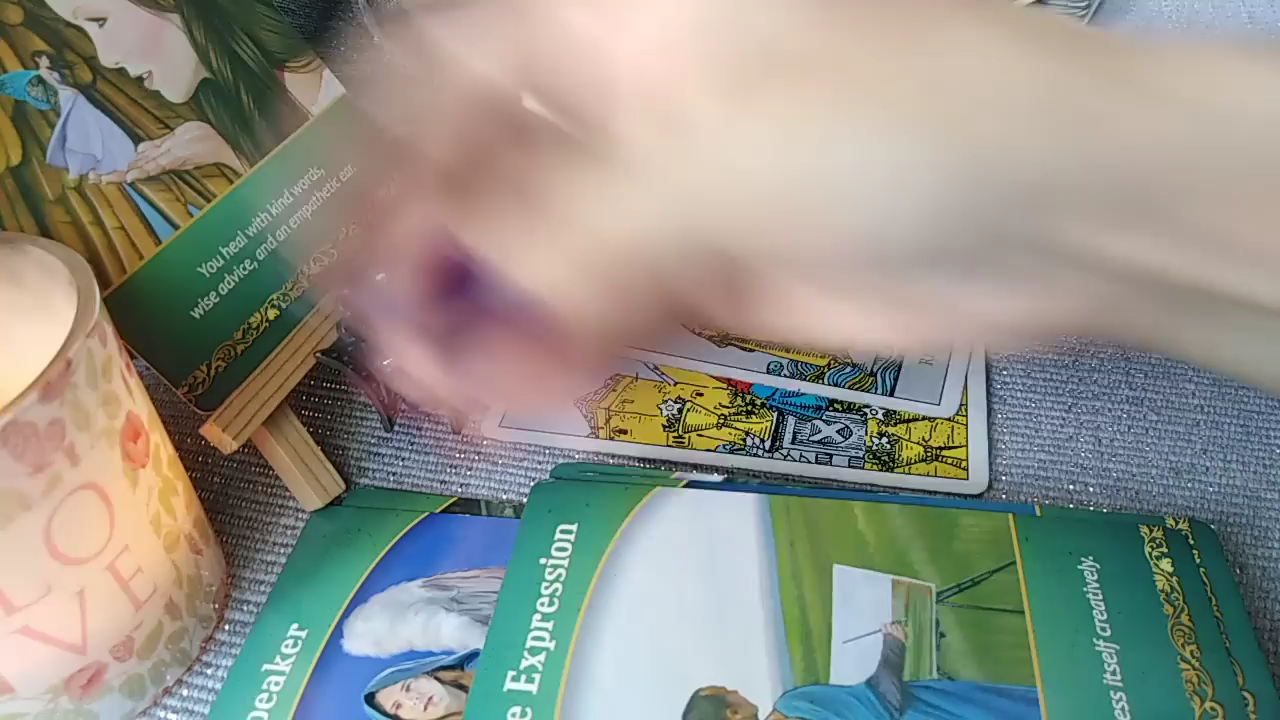 You heal with kind words,
wise advice, and an empathetic ear.
LOVE
peaker
e Expression
ess itself creatively.